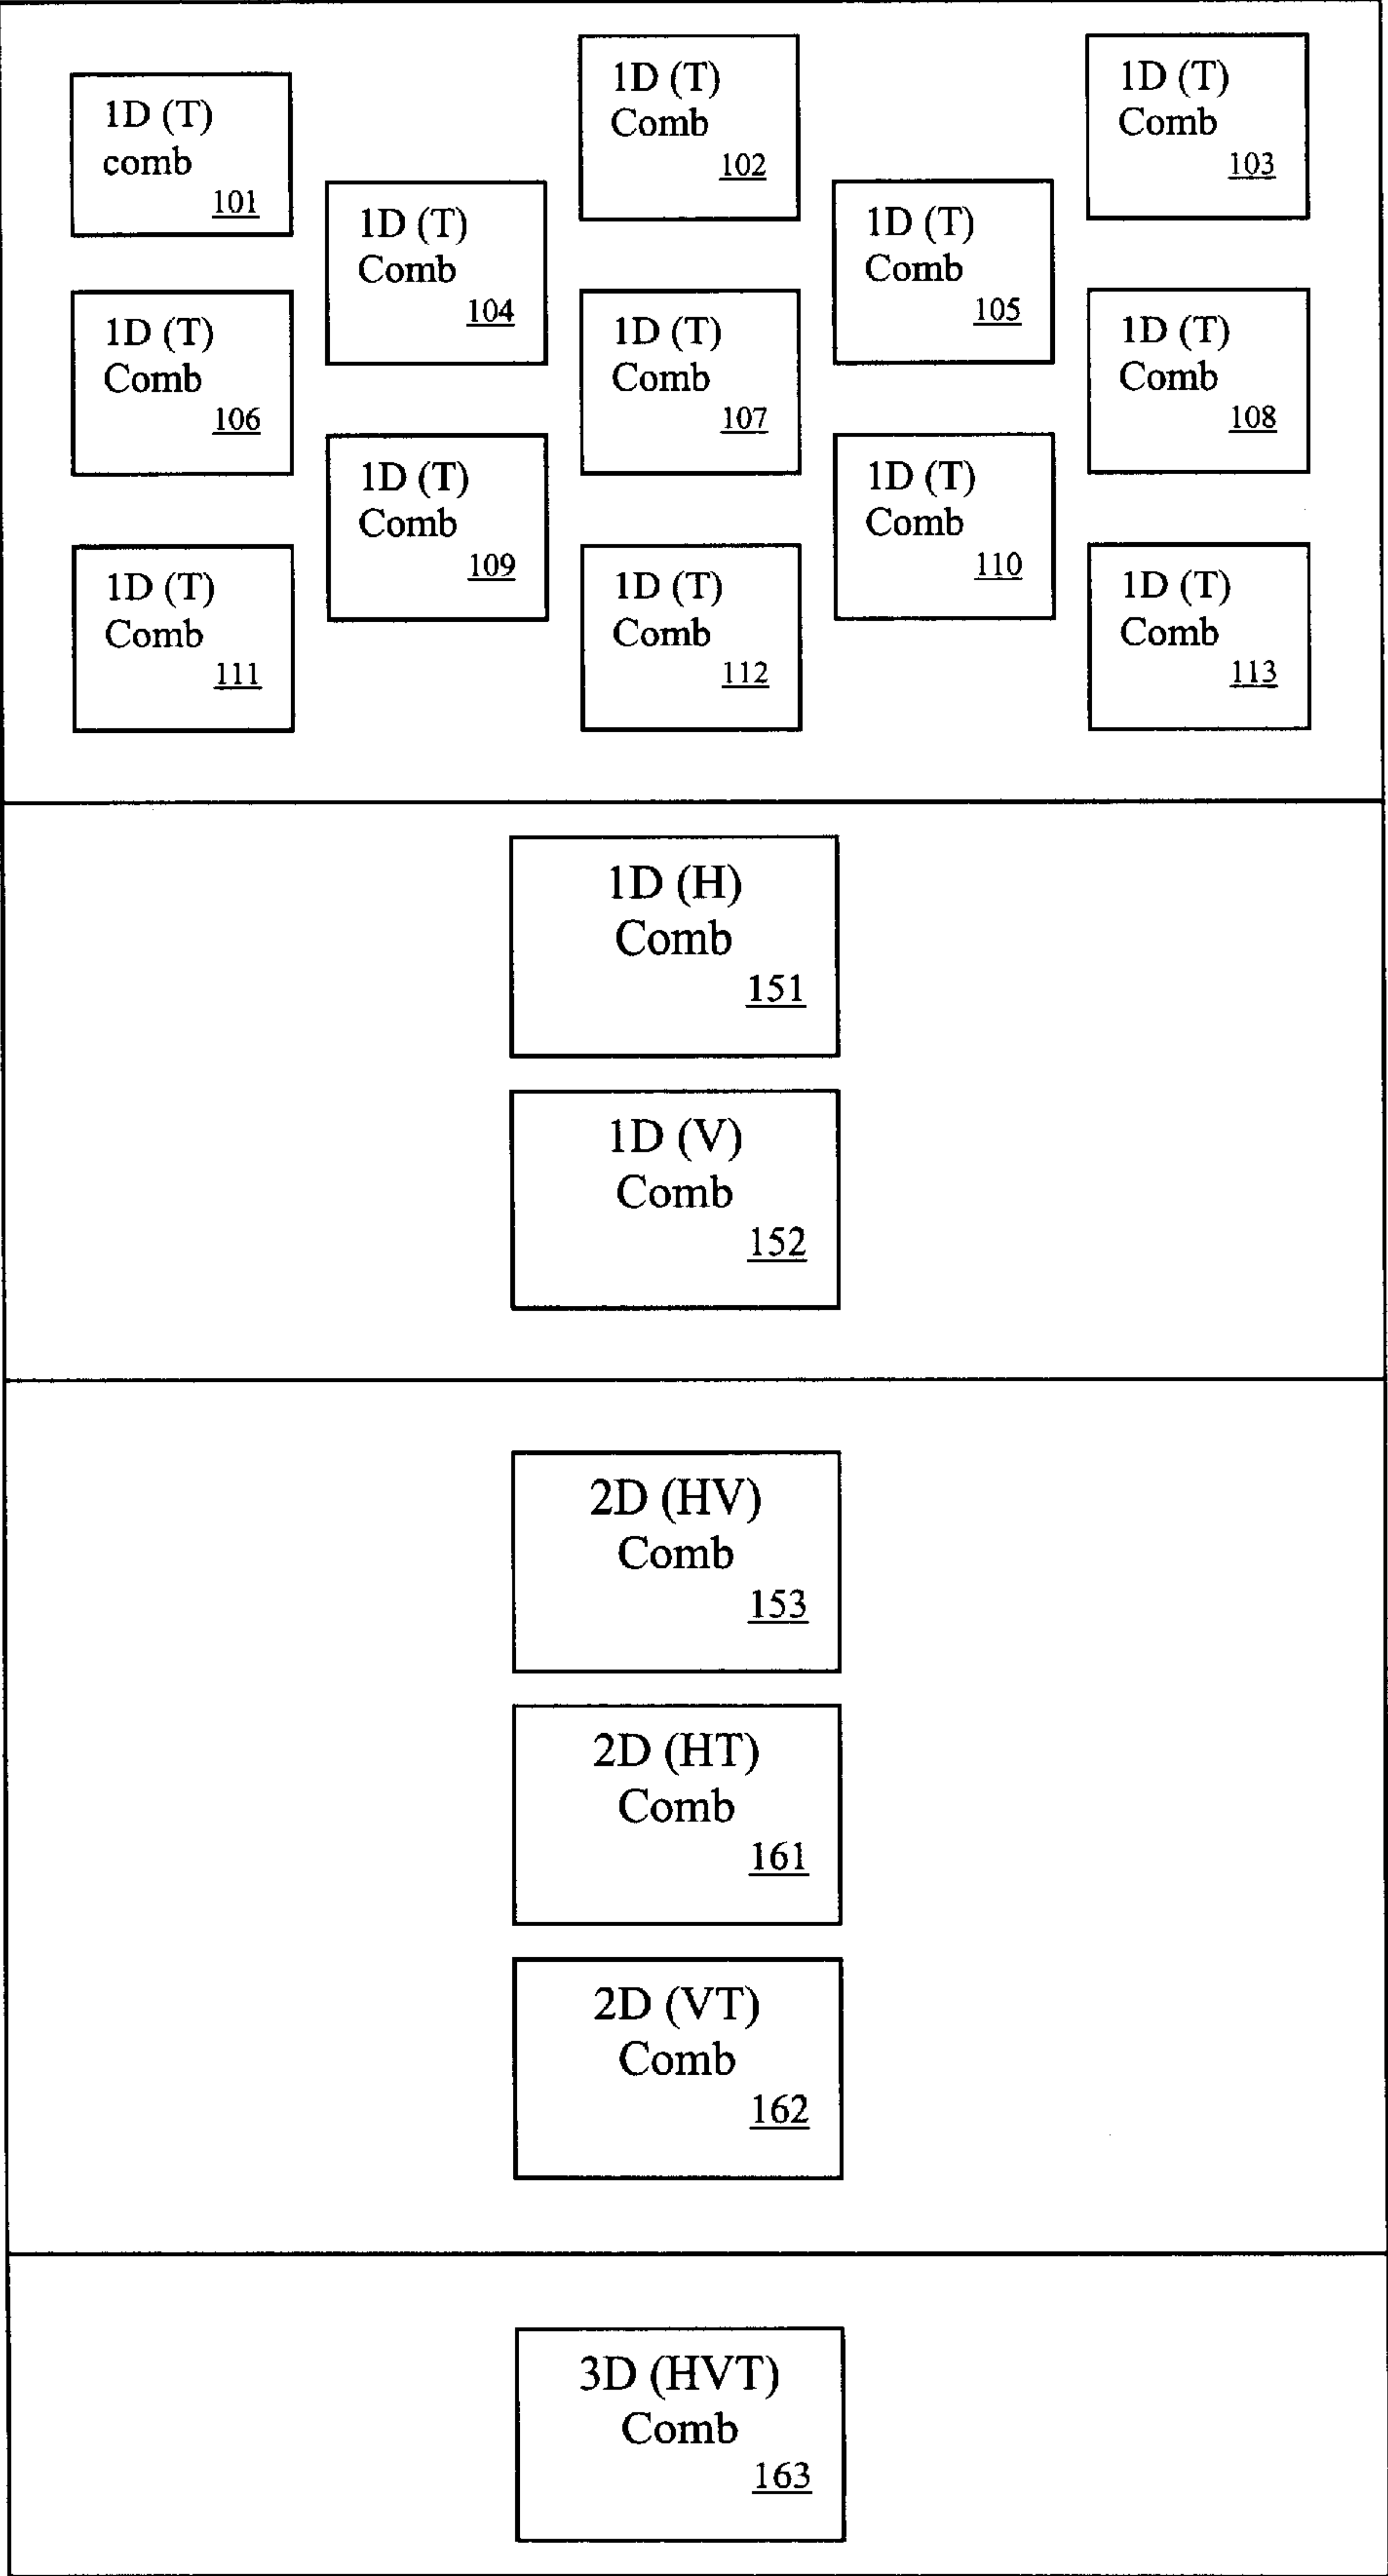 1D (T)
comb
101
1D (T)
Comb
102
1D (T)
Comb
103
1D (T)
Comb
104
1D (T)
Comb
105
1D (T)
Comb
106
1D (T)
Comb
107
1D (T)
Comb
108
1D (T)
Comb
109
1D (T)
Comb
110
1D (T)
Comb
111
1D (T)
Comb
112
1D (T)
Comb
113
1D (H)
Comb
151
1D (V)
Comb
152
2D (HV)
Comb
153
2D (HT)
Comb
161
2D (VT)
Comb
162
3D (HVT)
Comb
163